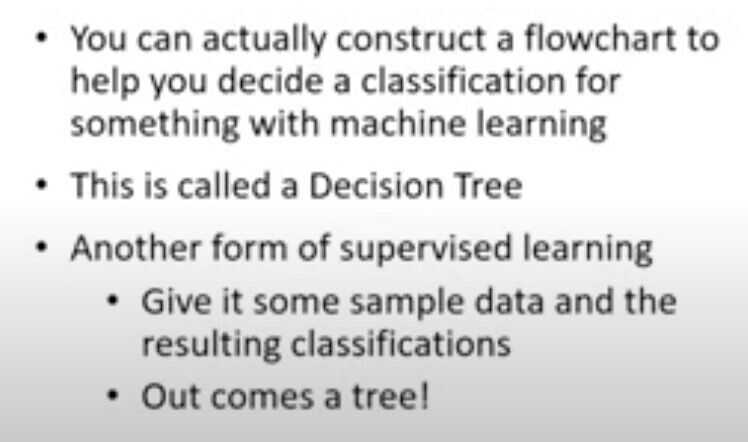 • You can actually construct a flowchart to
help you decide a classification for
something with machine learning
• This is called a Decision Tree
• Another form of supervised learning
• Give it some sample data and the
resulting classifications
• Out comes a tree!